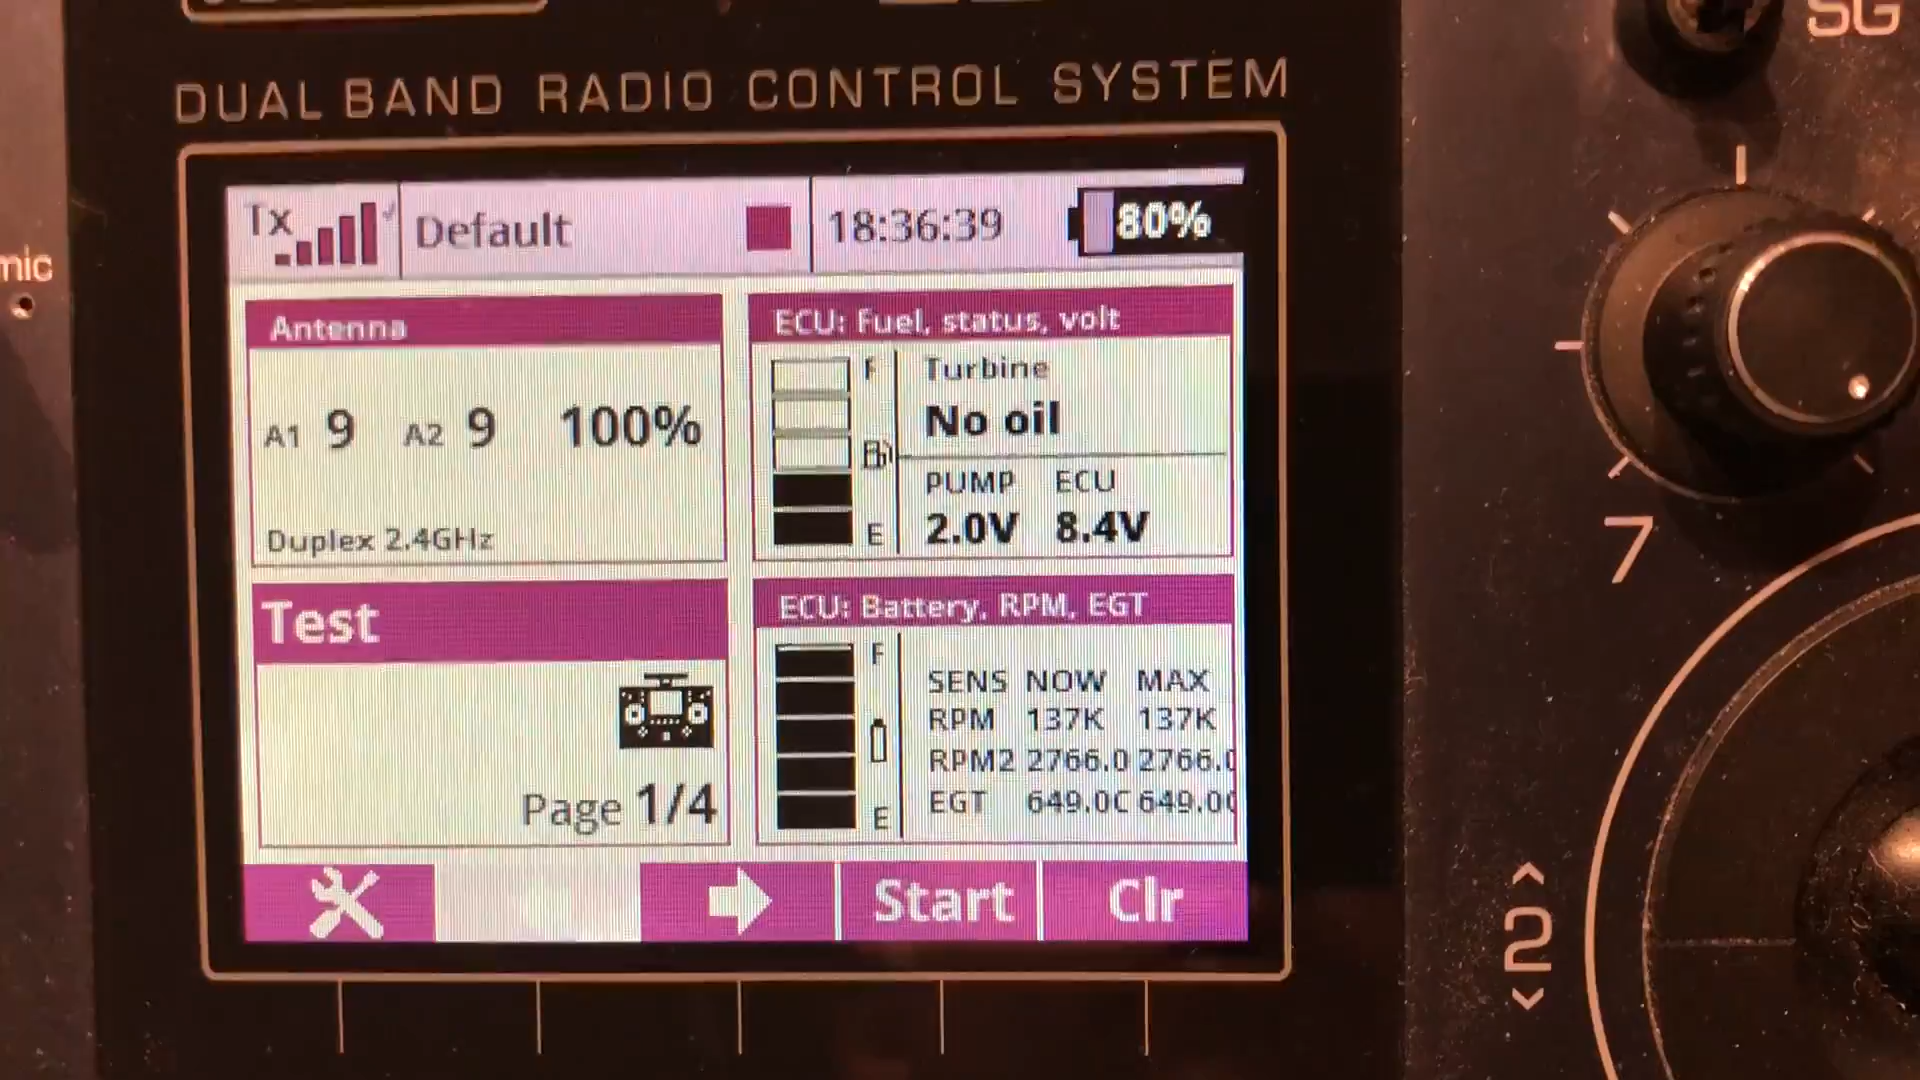 SG
DUAL BAND RADIO CONTROL SYSTEM
mic
Tx Default 18:36:39 80%
Antenna
A1 9 A2 9 100%
Duplex 2.4GHz
ECU: Fuel, status, volt
F
Turbine
No oil
PUMP ECU
E 2.0V 8.4V
Test
Page 1/4
ECU: Battery, RPM, EGT
F
SENS NOW MAX
RPM 137K 137K
RPM2 2766.0 2766.0
EGT 649.0C 649.0C
E
Start Clr
7
2